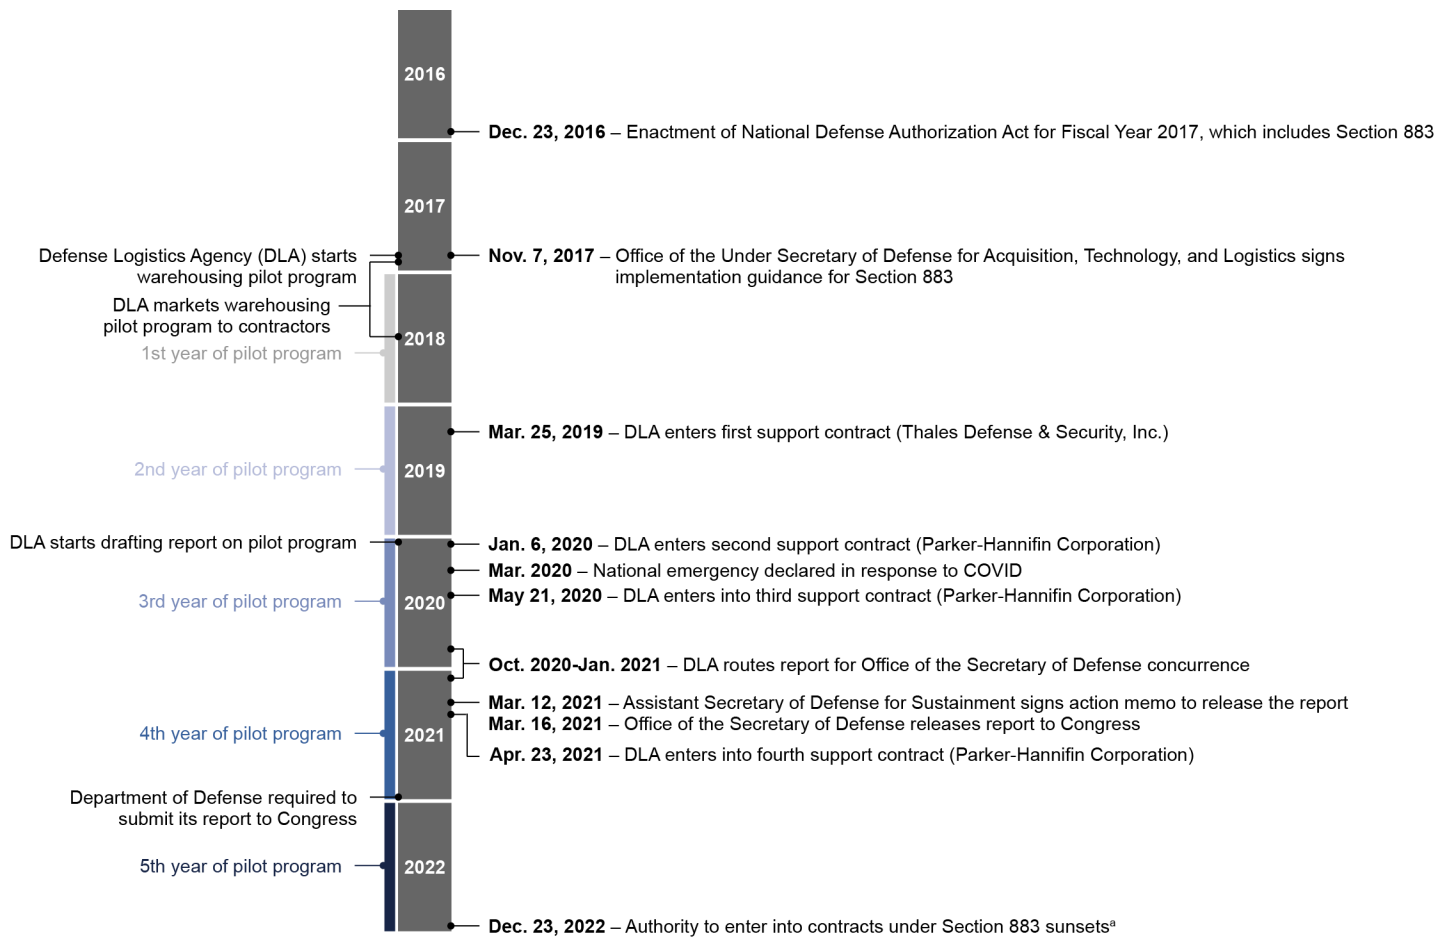 2016
Dec. 23, 2016 – Enactment of National Defense Authorization Act for Fiscal Year 2017, which includes Section 883
2017
Defense Logistics Agency (DLA) starts
warehousing pilot program
Nov. 7, 2017 – Office of the Under Secretary of Defense for Acquisition, Technology, and Logistics signs
implementation guidance for Section 883
DLA markets warehousing
pilot program to contractors
2018
1st year of pilot program
Mar. 25, 2019 – DLA enters first support contract (Thales Defense & Security, Inc.)
2nd year of pilot program
2019
DLA starts drafting report on pilot program
Jan. 6, 2020 – DLA enters second support contract (Parker-Hannifin Corporation)
Mar. 2020 – National emergency declared in response to COVID
May 21, 2020 – DLA enters into third support contract (Parker-Hannifin Corporation)
3rd year of pilot program
2020
Oct. 2020-Jan. 2021 – DLA routes report for Office of the Secretary of Defense concurrence
Mar. 12, 2021 – Assistant Secretary of Defense for Sustainment signs action memo to release the report
Mar. 16, 2021 – Office of the Secretary of Defense releases report to Congress
4th year of pilot program
2021
Apr. 23, 2021 – DLA enters into fourth support contract (Parker-Hannifin Corporation)
Department of Defense required to
submit its report to Congress
5th year of pilot program
2022
Dec. 23, 2022 – Authority to enter into contracts under Section 883 sunsetsᵃ